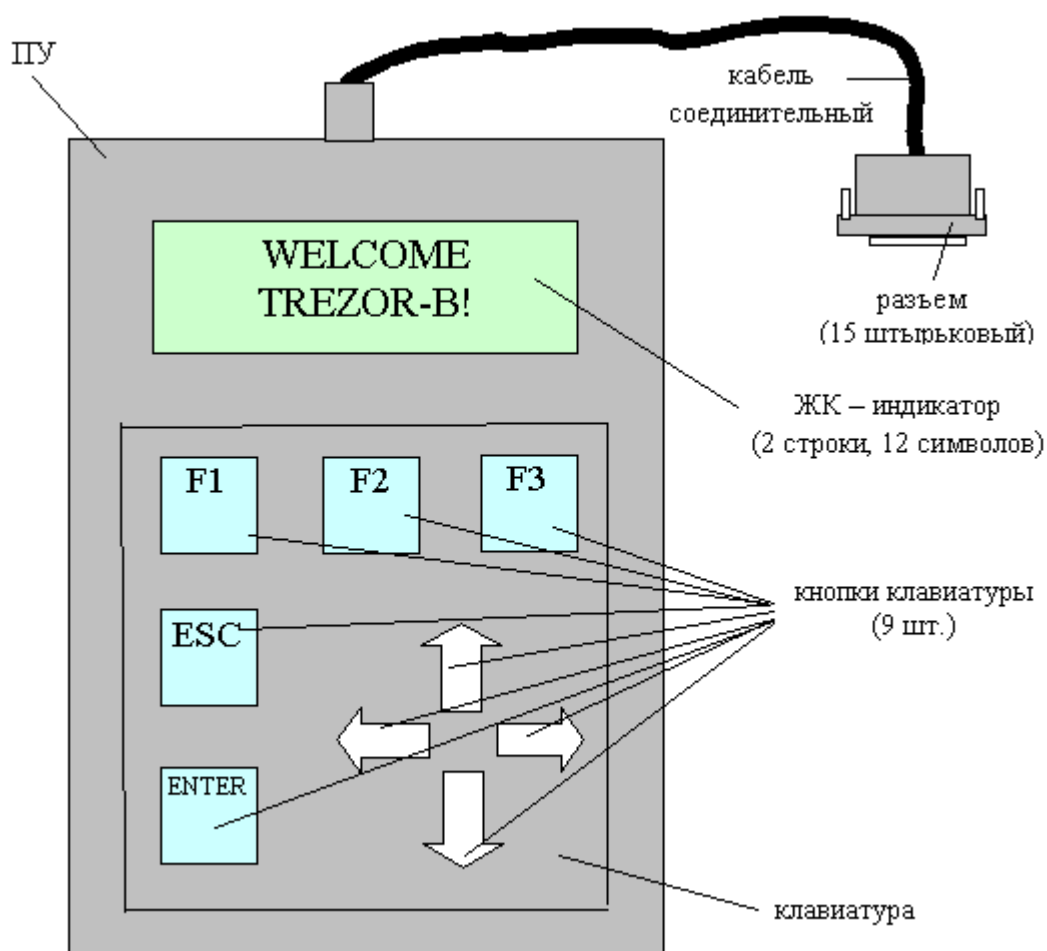 ПУ
кабель
соединительный
WELCOME
TREZOR-B!
разъем
(15 штырьковый)
ЖК – индикатор
(2 строки, 12 символов)
F1
F2
F3
кнопки клавиатуры
(9 шт.)
ESC
ENTER
клавиатура